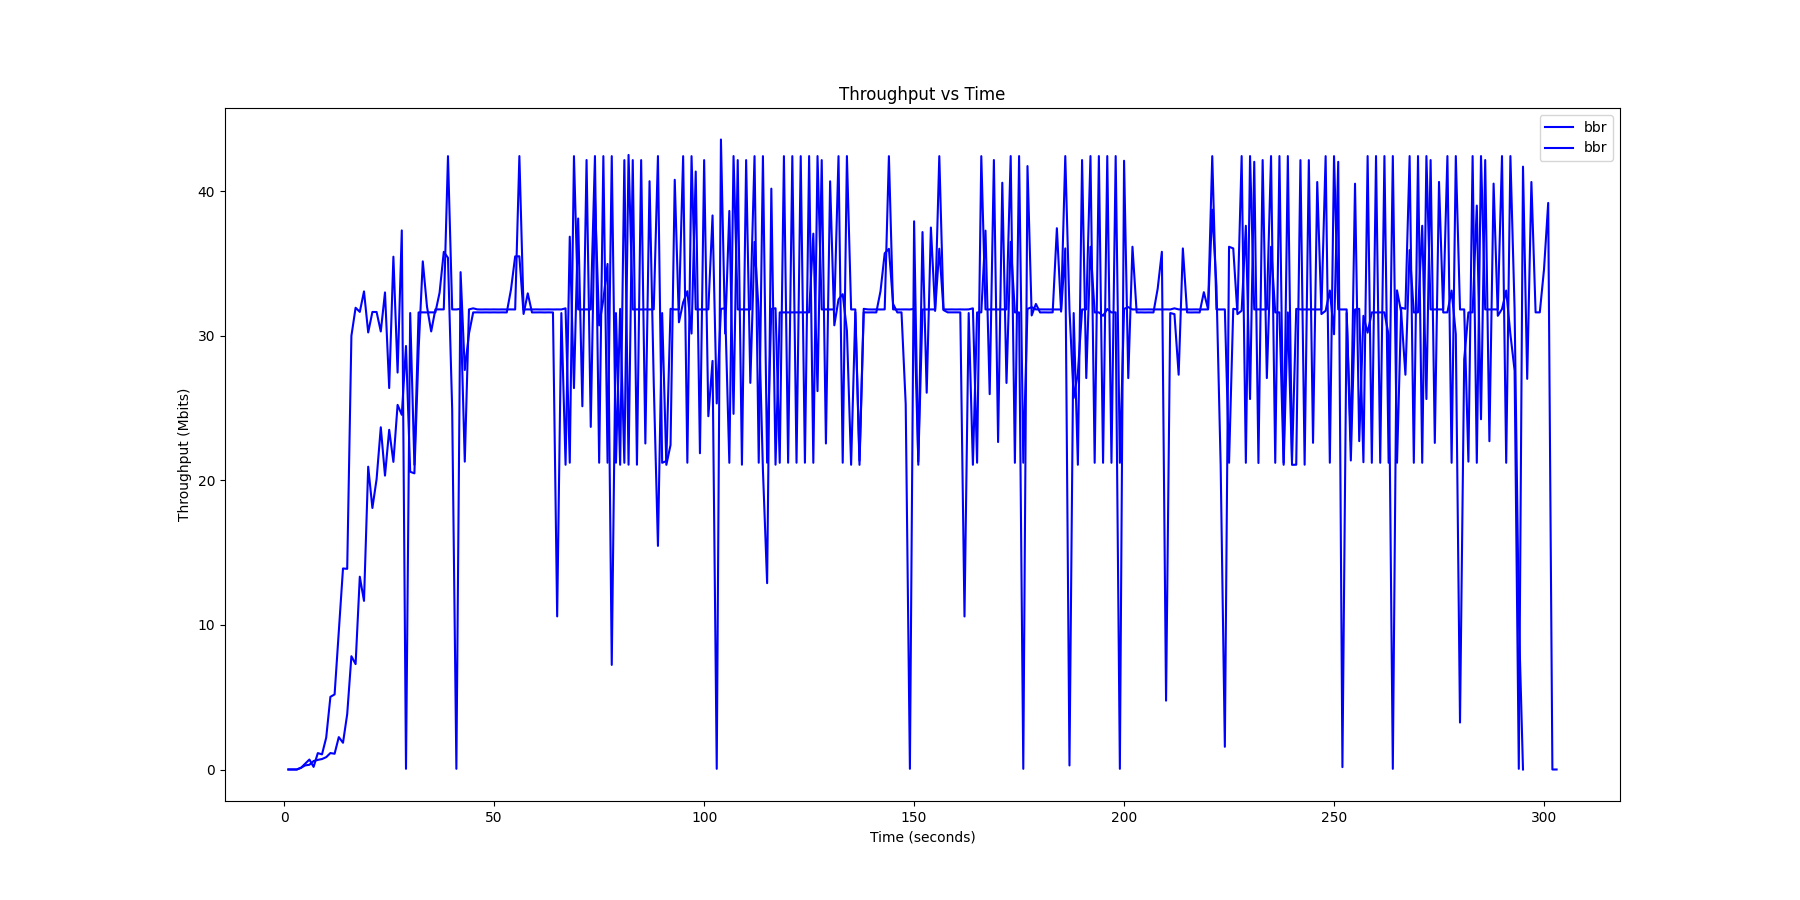 Throughput vs Time
bbr
bbr
Throughput (Mbits)
40
30
20
10
0
0 50 100 150 200 250 300
Time (seconds)